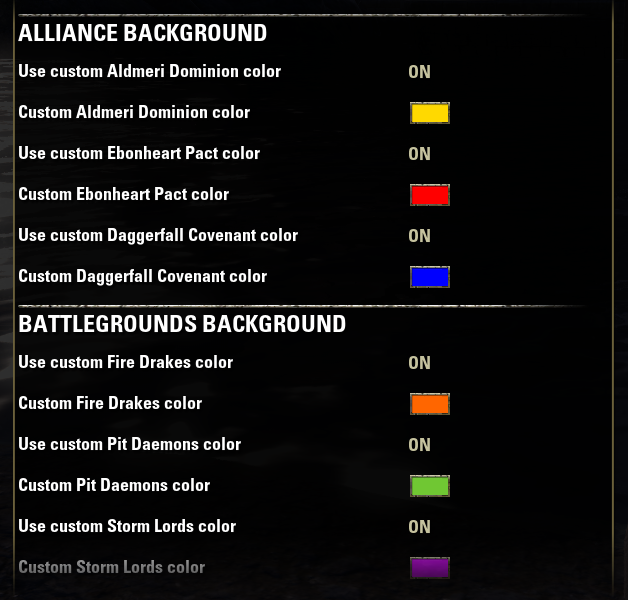 ALLIANCE BACKGROUND
Use custom Aldmeri Dominion color ON
Custom Aldmeri Dominion color
Use custom Ebonheart Pact color ON
Custom Ebonheart Pact color
Use custom Daggerfall Covenant color ON
Custom Daggerfall Covenant color
BATTLEGROUNDS BACKGROUND
Use custom Fire Drakes color ON
Custom Fire Drakes color
Use custom Pit Daemons color ON
Custom Pit Daemons color
Use custom Storm Lords color ON
Custom Storm Lords color